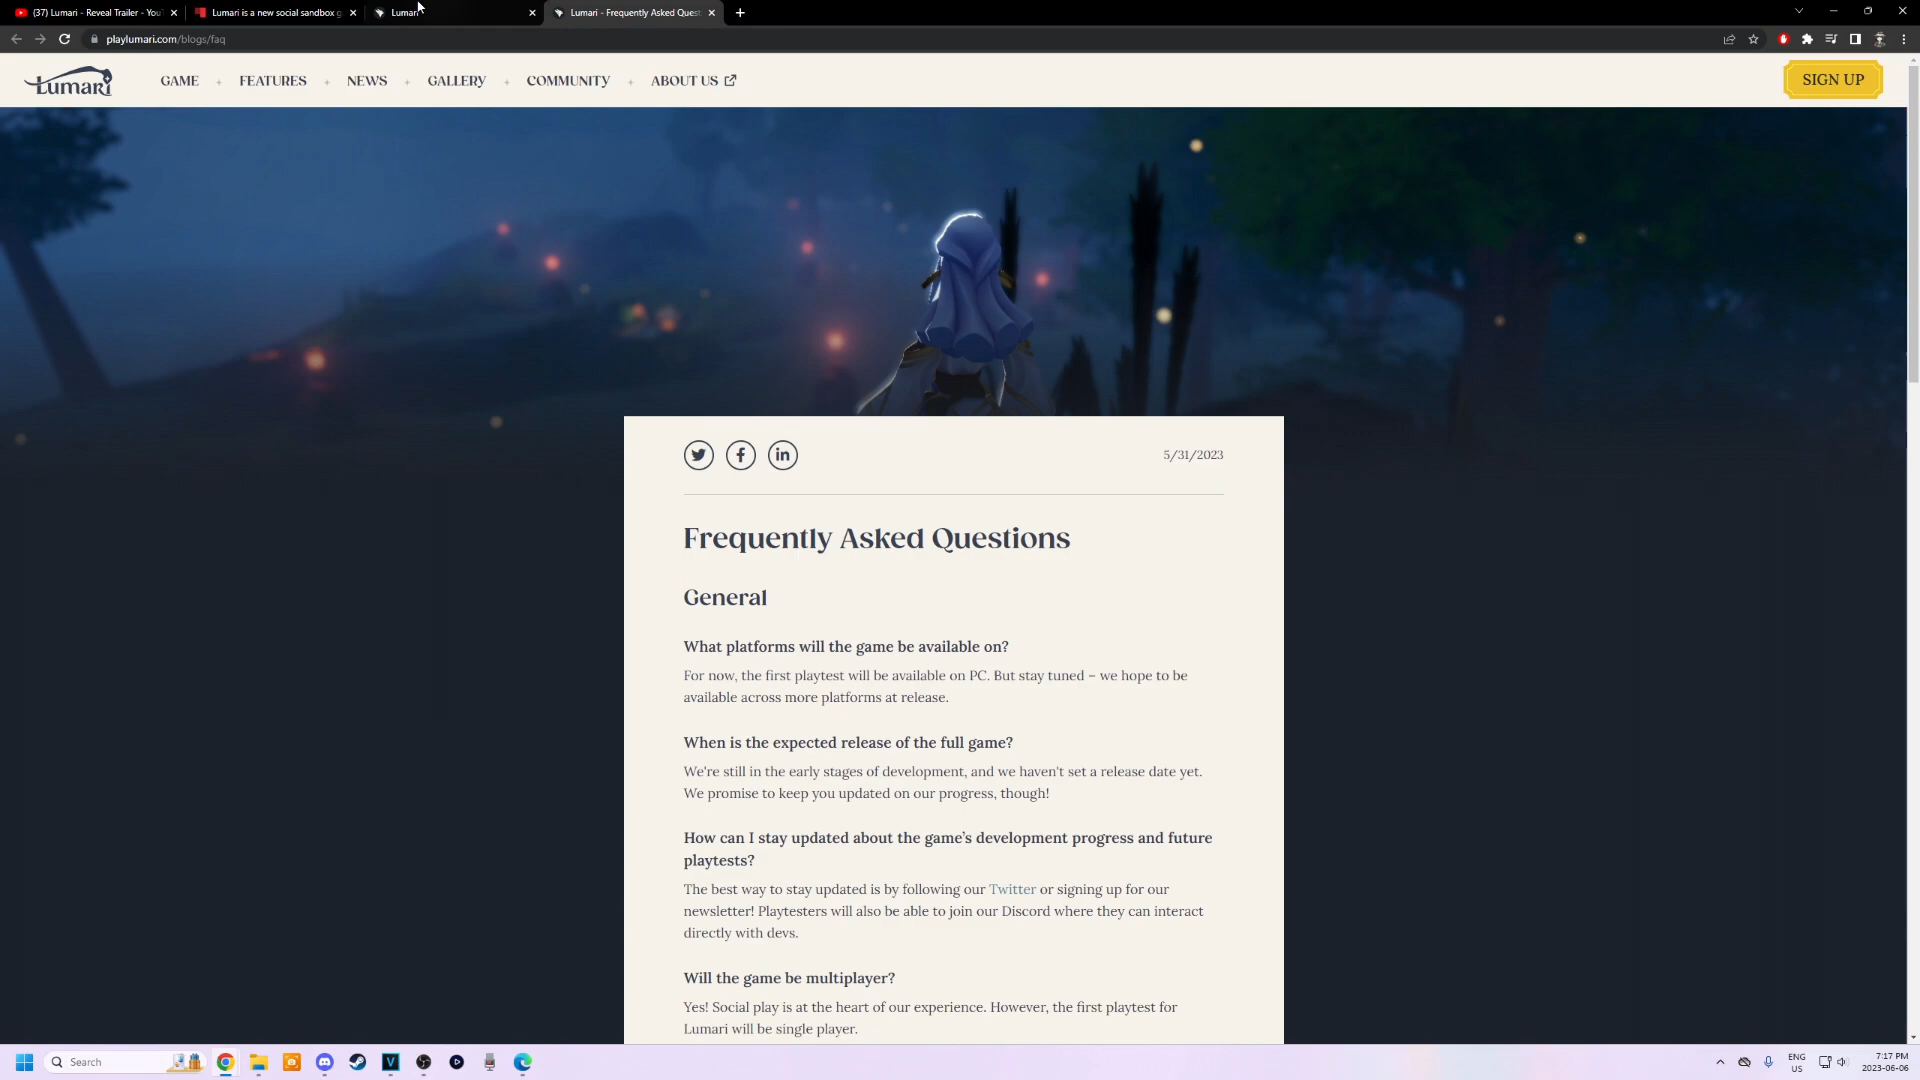 (37) Lumari - Reveal Trailer - You
Lumari is a new social sandbox g
Lumari
Lumari - Frequently Asked Quest
playlumari.com/blogs/faq
Lumari
GAME
FEATURES
NEWS
GALLERY
COMMUNITY
ABOUT US
SIGN UP
5/31/2023
Frequently Asked Questions
General
What platforms will the game be available on?
For now, the first playtest will be available on PC. But stay tuned – we hope to be
available across more platforms at release.
When is the expected release of the full game?
We're still in the early stages of development, and we haven't set a release date yet.
We promise to keep you updated on our progress, though!
How can I stay updated about the game’s development progress and future
playtests?
The best way to stay updated is by following our Twitter or signing up for our
newsletter! Playtesters will also be able to join our Discord where they can interact
directly with devs.
Will the game be multiplayer?
Yes! Social play is at the heart of our experience. However, the first playtest for
Lumari will be single player.
Search
ENG
US
7:17 PM
2023-06-06